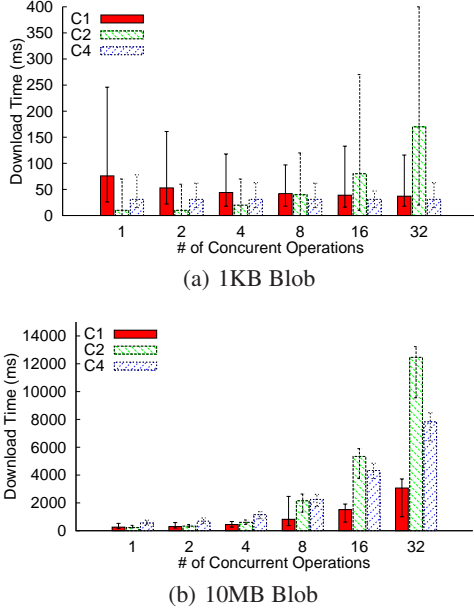 400
350
300
250
200
150
100
50
0
Download Time (ms)
C1
C2
C4
1 2 4 8 16 32
# of Concurent Operations
(a) 1KB Blob
14000
12000
10000
8000
6000
4000
2000
0
Download Time (ms)
C1
C2
C4
1 2 4 8 16 32
# of Concurent Operations
(b) 10MB Blob